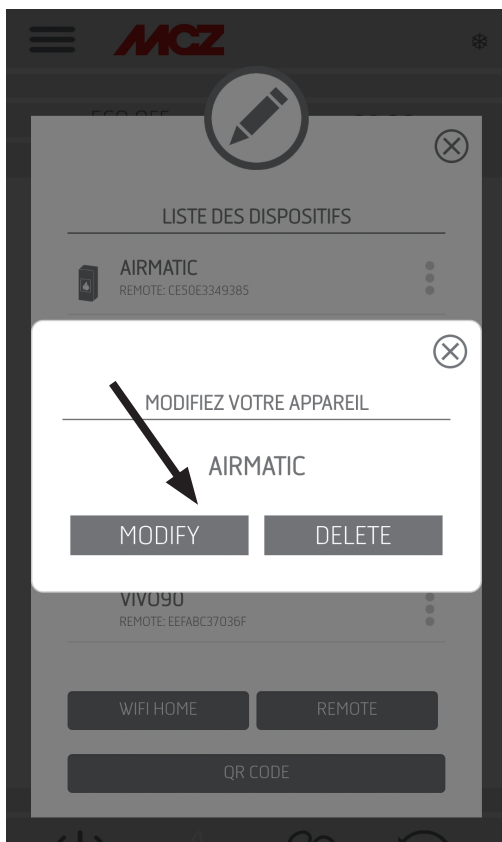 MCZ
LISTE DES DISPOSITIFS
AIRMATIC
REMOTE: CE50E3349385
MODIFIEZ VOTRE APPAREIL
AIRMATIC
MODIFY DELETE
VIVO90
REMOTE: EEFABC37036F
WIFI HOME REMOTE
QR CODE